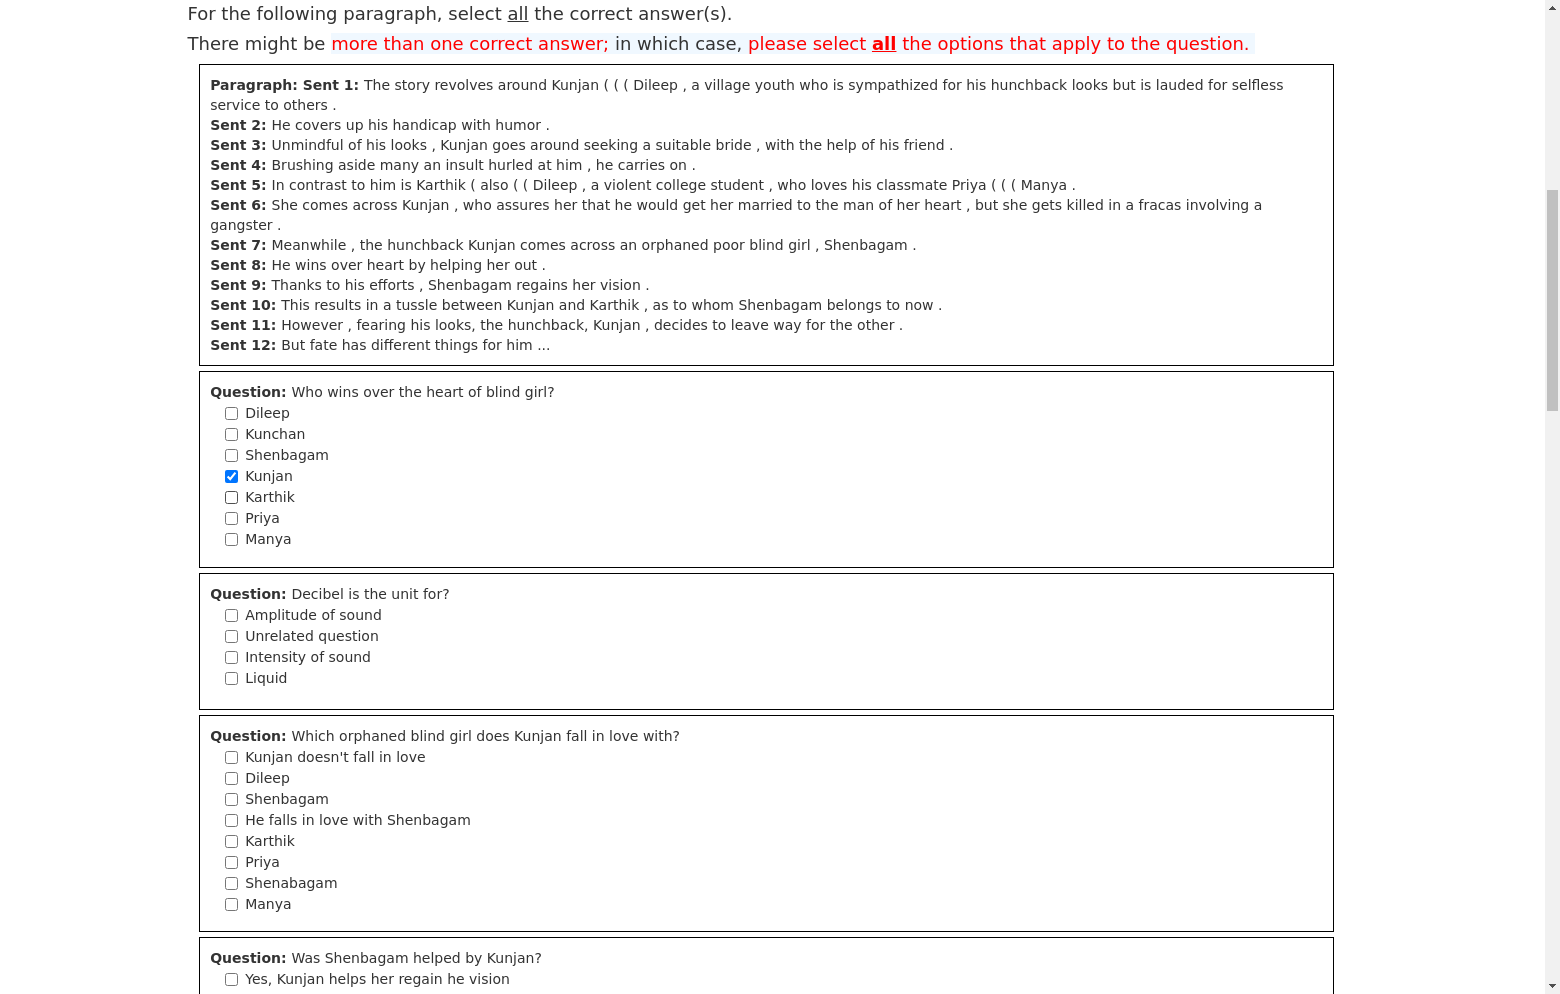 For the following paragraph, select all the correct answer(s).
There might be more than one correct answer; in which case, please select all the options that apply to the question.
Paragraph: Sent 1: The story revolves around Kunjan ( ( ( Dileep , a village youth who is sympathized for his hunchback looks but is lauded for selfless
service to others .
Sent 2: He covers up his handicap with humor .
Sent 3: Unmindful of his looks , Kunjan goes around seeking a suitable bride , with the help of his friend .
Sent 4: Brushing aside many an insult hurled at him , he carries on .
Sent 5: In contrast to him is Karthik ( also ( ( Dileep , a violent college student , who loves his classmate Priya ( ( ( Manya .
Sent 6: She comes across Kunjan , who assures her that he would get her married to the man of her heart , but she gets killed in a fracas involving a
gangster .
Sent 7: Meanwhile , the hunchback Kunjan comes across an orphaned poor blind girl , Shenbagam .
Sent 8: He wins over heart by helping her out .
Sent 9: Thanks to his efforts , Shenbagam regains her vision .
Sent 10: This results in a tussle between Kunjan and Karthik , as to whom Shenbagam belongs to now .
Sent 11: However , fearing his looks, the hunchback, Kunjan , decides to leave way for the other .
Sent 12: But fate has different things for him ...
Question: Who wins over the heart of blind girl?
Dileep
Kunchan
Shenbagam
Kunjan
Karthik
Priya
Manya
Question: Decibel is the unit for?
Amplitude of sound
Unrelated question
Intensity of sound
Liquid
Question: Which orphaned blind girl does Kunjan fall in love with?
Kunjan doesn't fall in love
Dileep
Shenbagam
He falls in love with Shenbagam
Karthik
Priya
Shenabagam
Manya
Question: Was Shenbagam helped by Kunjan?
Yes, Kunjan helps her regain he vision